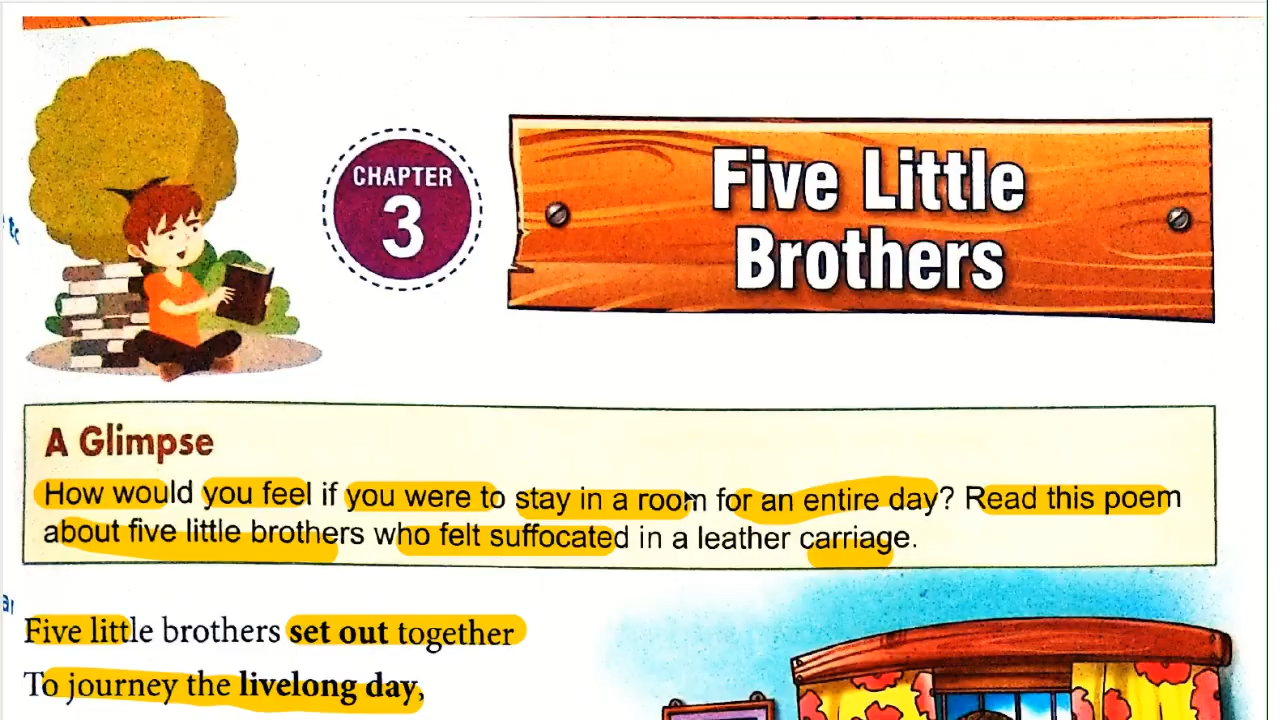 CHAPTER
3
Five Little
Brothers
A Glimpse
How would you feel if you were to stay in a room for an entire day? Read this poem
about five little brothers who felt suffocated in a leather carriage.
Five little brothers set out together
To journey the livelong day,